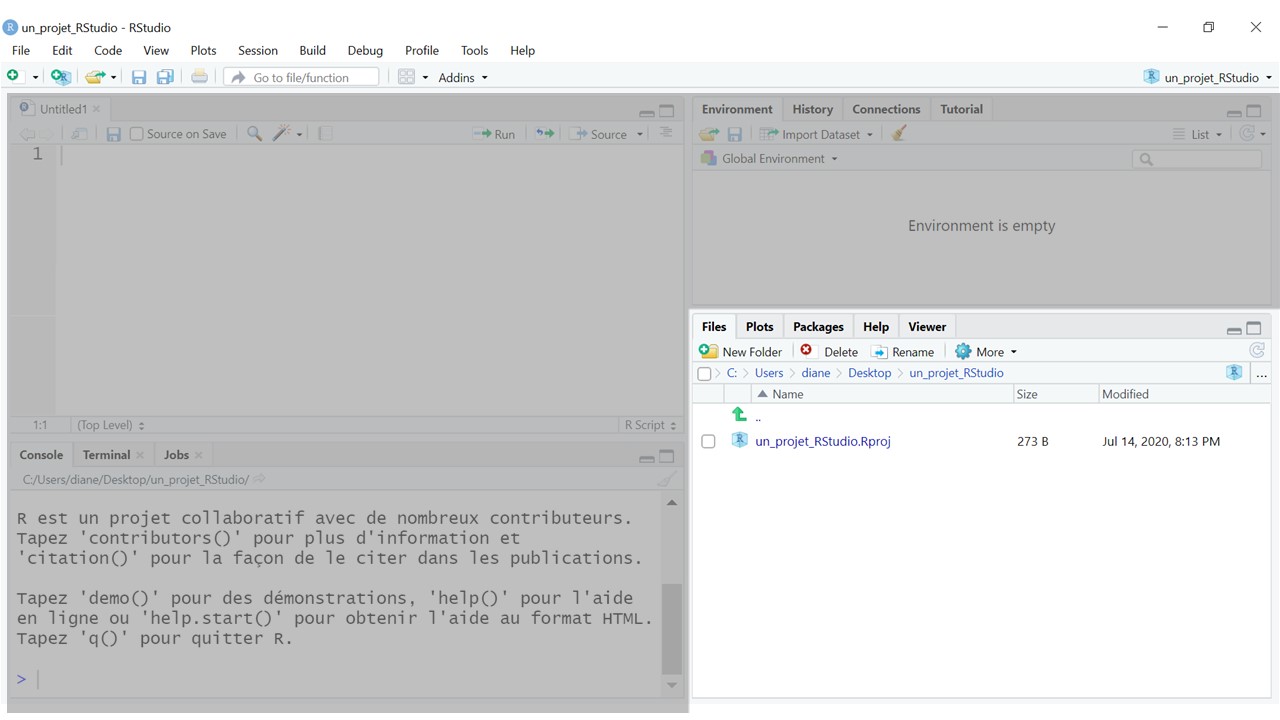 un_projet_RStudio - RStudio
File Edit Code View Plots Session Build Debug Profile Tools Help
Go to file/function Addins un_projet_RStudio
Untitled1
Source on Save Run Source
1
1:1 (Top Level) R Script
Console Terminal Jobs
C:/Users/diane/Desktop/un_projet_RStudio/
R est un projet collaboratif avec de nombreux contributeurs.
Tapez 'contributors()' pour plus d'information et
'citation()' pour la façon de le citer dans les publications.
Tapez 'demo()' pour des démonstrations, 'help()' pour l'aide
en ligne ou 'help.start()' pour obtenir l'aide au format HTML.
Tapez 'q()' pour quitter R.
>
Environment History Connections Tutorial
Import Dataset List
Global Environment
Environment is empty
Files Plots Packages Help Viewer
New Folder Delete Rename More
C: > Users > diane > Desktop > un_projet_RStudio ...
Name Size Modified
..
un_projet_RStudio.Rproj 273 B Jul 14, 2020, 8:13 PM